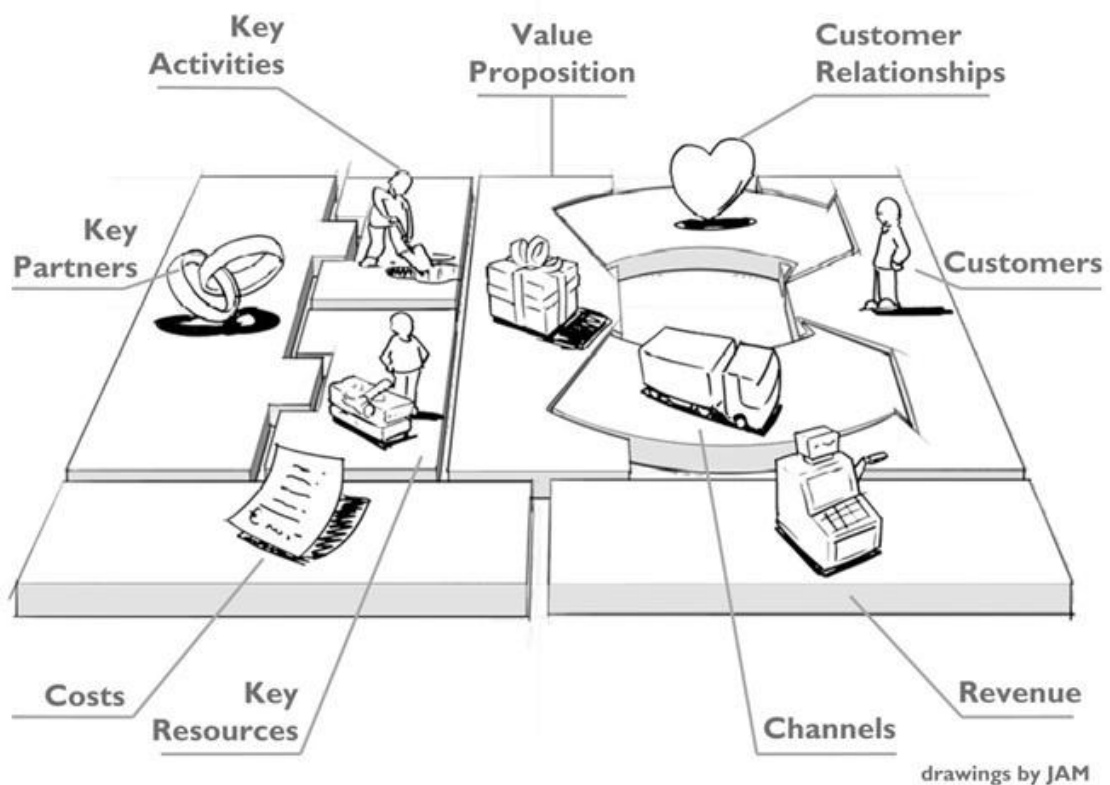 Key
Activities
Value
Proposition
Customer
Relationships
Key
Partners
Customers
€
Costs
Key
Resources
Channels
Revenue
drawings by JAM